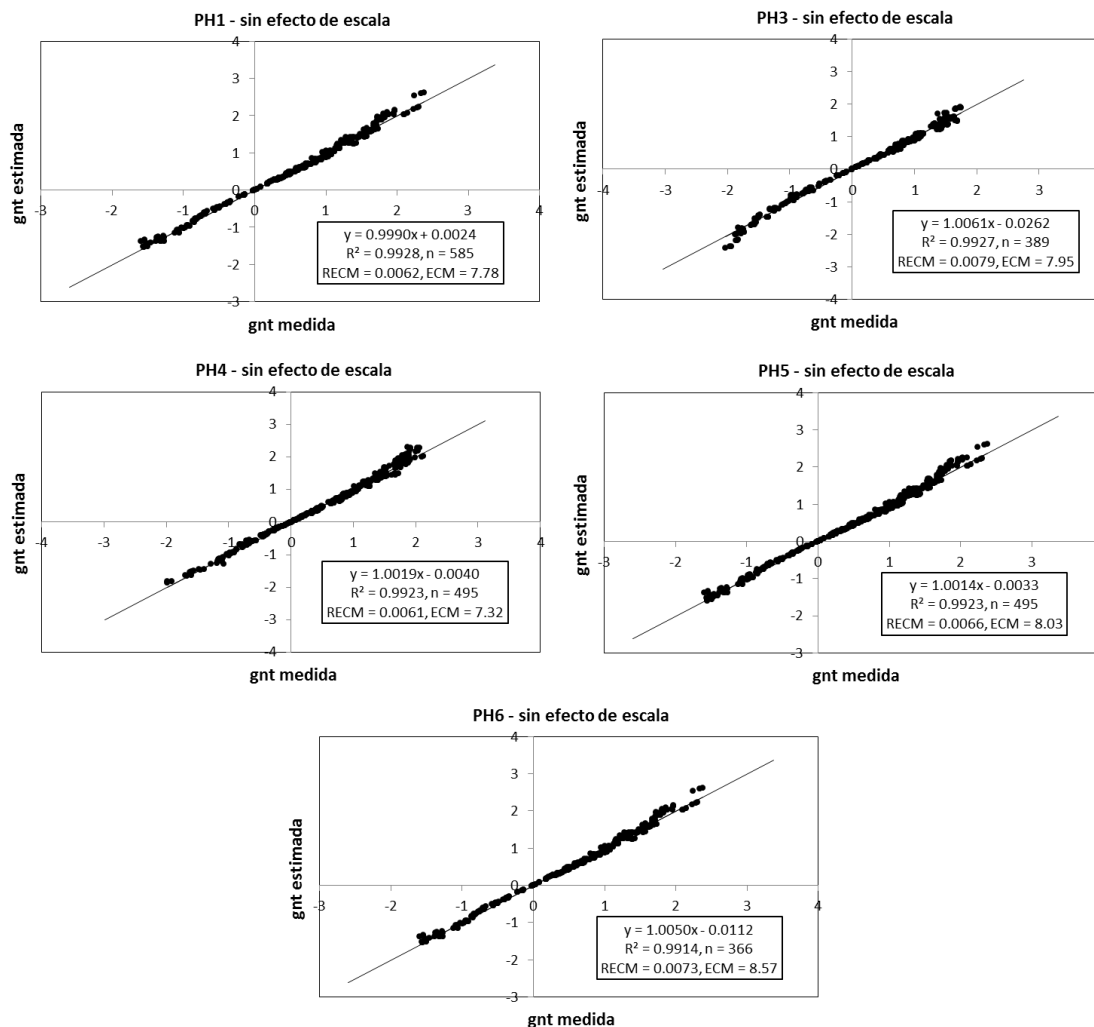 PH1 - sin efecto de escala
4
3
2
1
0
-3 -2 -1 0 1 2 3 4
-1
-2
-3
gnt estimada
y = 0.9990x + 0.0024
R² = 0.9928, n = 585
RECM = 0.0062, ECM = 7.78
gnt medida
PH3 - sin efecto de escala
4
3
2
1
0
-4 -3 -2 -1 0 1 2 3
-1
-2
-3
-4
gnt estimada
y = 1.0061x - 0.0262
R² = 0.9927, n = 389
RECM = 0.0079, ECM = 7.95
gnt medida
PH4 - sin efecto de escala
4
3
2
1
0
-4 -3 -2 -1 0 1 2 3 4
-1
-2
-3
-4
gnt estimada
y = 1.0019x - 0.0040
R² = 0.9923, n = 495
RECM = 0.0061, ECM = 7.32
gnt medida
PH5 - sin efecto de escala
4
3
2
1
0
-3 -2 -1 0 1 2 3
-1
-2
-3
gnt estimada
y = 1.0014x - 0.0033
R² = 0.9923, n = 495
RECM = 0.0066, ECM = 8.03
gnt medida
PH6 - sin efecto de escala
4
3
2
1
0
-3 -2 -1 0 1 2 3 4
-1
-2
-3
gnt estimada
y = 1.0050x - 0.0112
R² = 0.9914, n = 366
RECM = 0.0073, ECM = 8.57
gnt medida